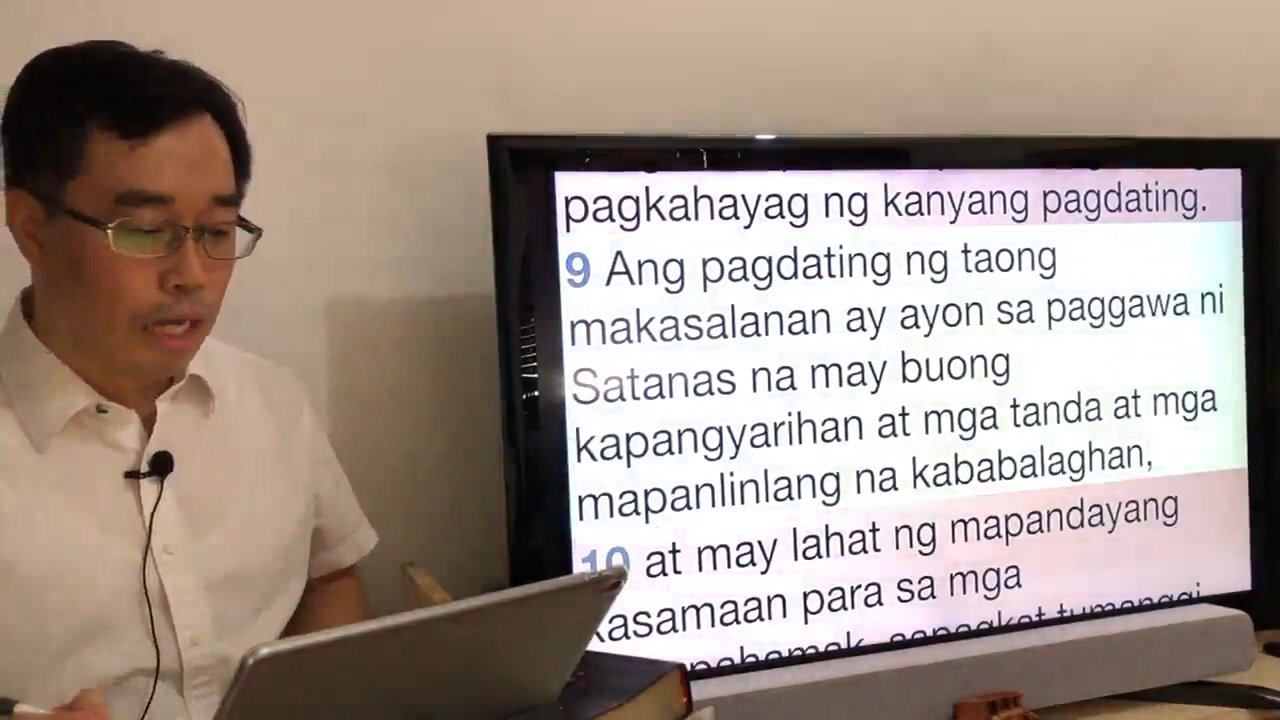 pagkahayag ng kanyang pagdating.
9 Ang pagdating ng taong
makasalanan ay ayon sa paggawa ni
Satanas na may buong
kapangyarihan at mga tanda at mga
mapanlinlang na kababalaghan,
10 at may lahat ng mapandayang
kasamaan para sa mga